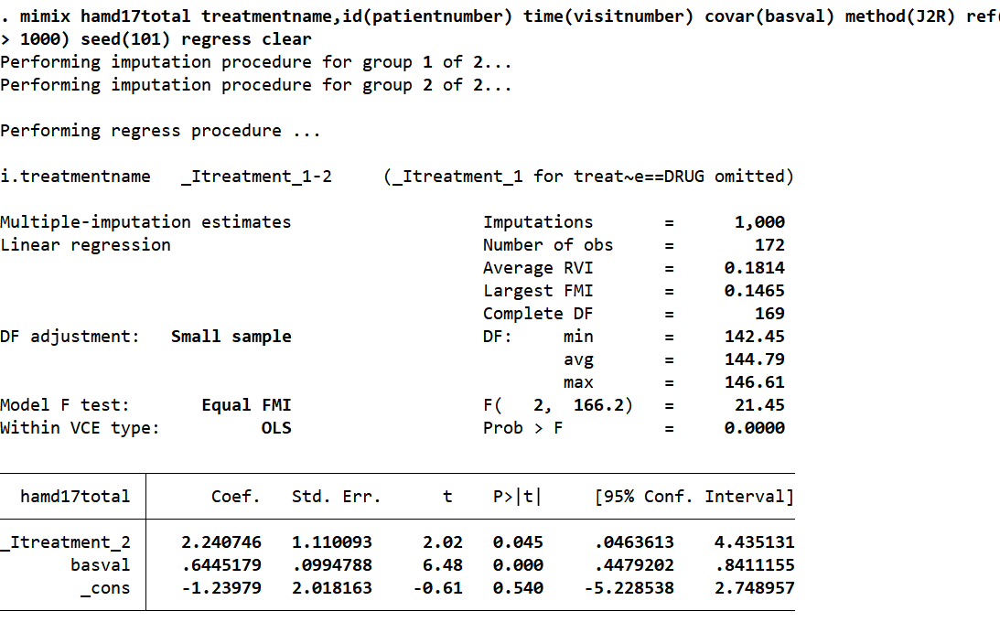 . mimix hamd17total treatmentname,id(patientnumber) time(visitnumber) covar(basval) method(J2R) ref(
> 1000) seed(101) regress clear
Performing imputation procedure for group 1 of 2...
Performing imputation procedure for group 2 of 2...
Performing regress procedure ...
i.treatmentname _Itreatment_1-2 (_Itreatment_1 for treat~e==DRUG omitted)
Multiple-imputation estimates Imputations = 1,000
Linear regression Number of obs = 172
Average RVI = 0.1814
Largest FMI = 0.1465
Complete DF = 169
DF adjustment: Small sample DF: min = 142.45
avg = 144.79
max = 146.61
Model F test: Equal FMI F( 2, 166.2) = 21.45
Within VCE type: OLS Prob > F = 0.0000
hamd17total Coef. Std. Err. t P>|t| [95% Conf. Interval]
_Itreatment_2 2.240746 1.110093 2.02 0.045 .0463613 4.435131
basval .6445179 .0994788 6.48 0.000 .4479202 .8411155
_cons -1.23979 2.018163 -0.61 0.540 -5.228538 2.748957